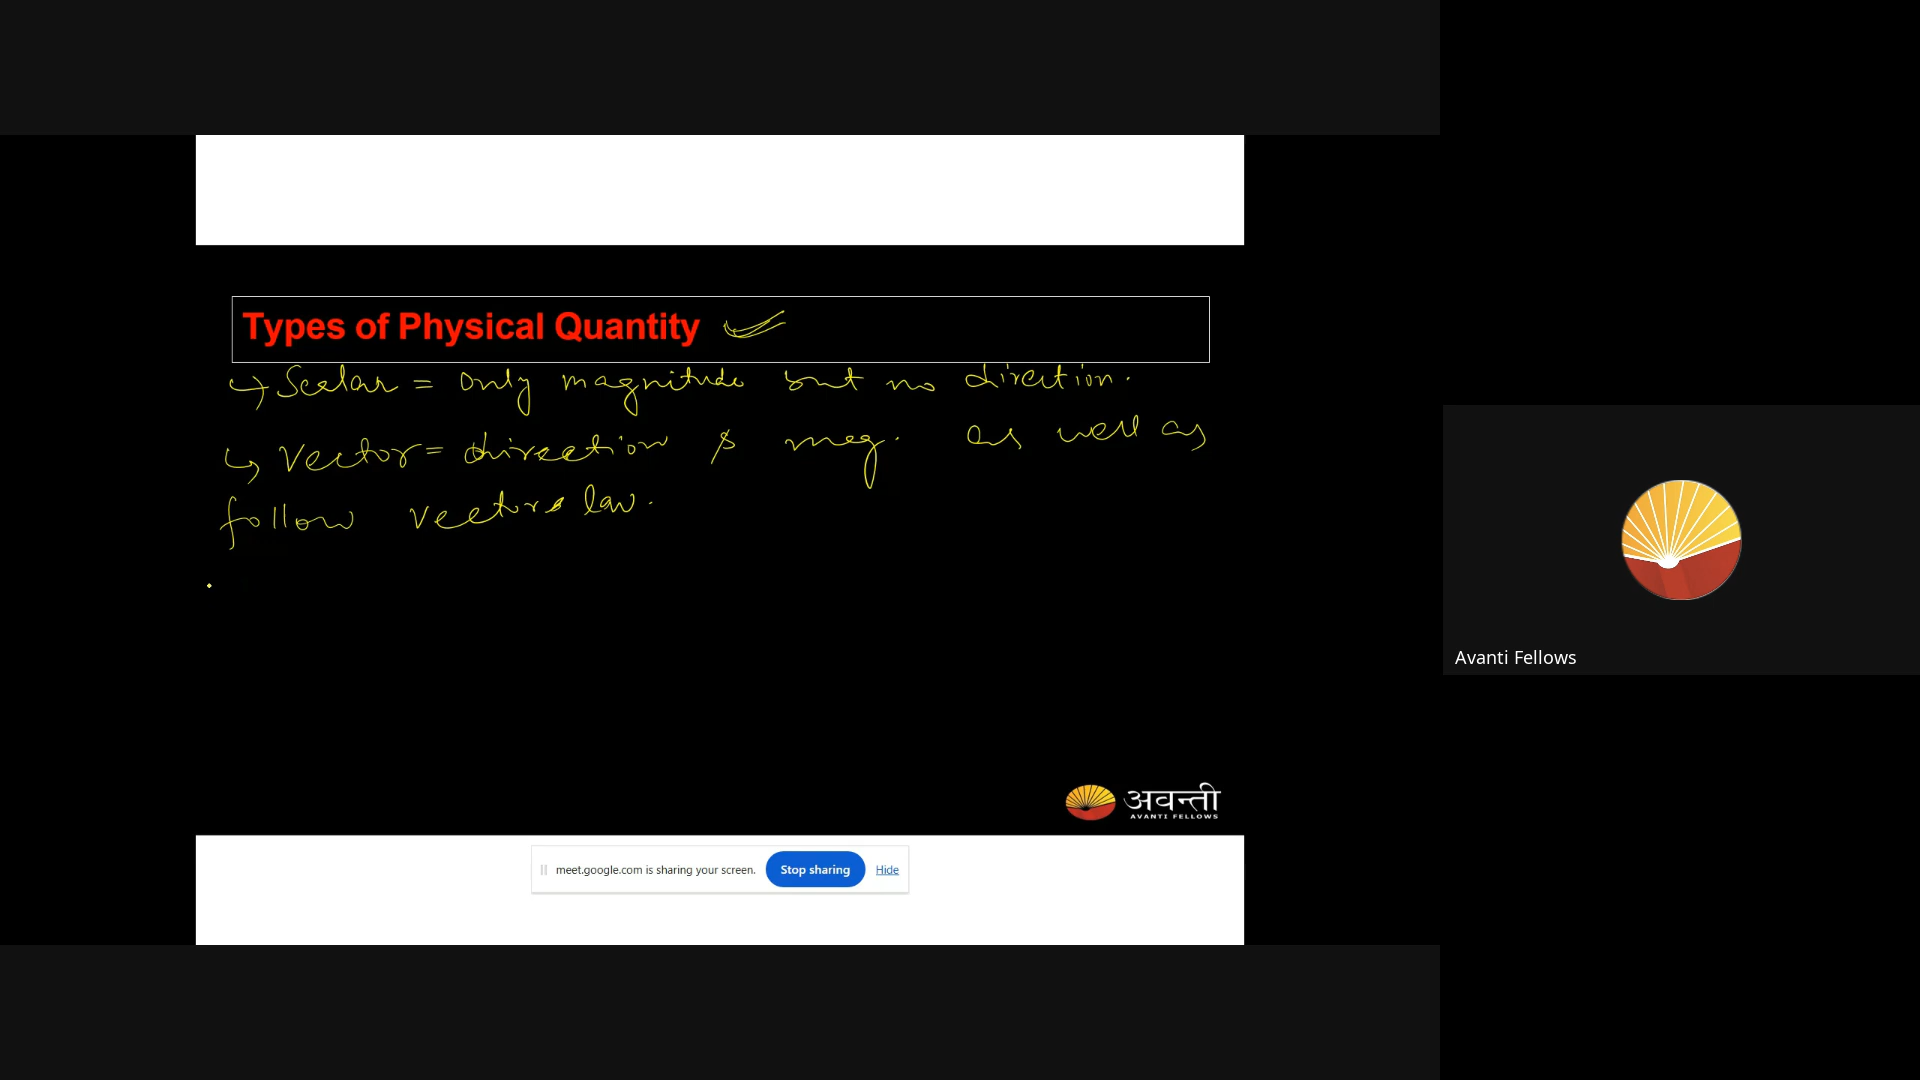 Types of Physical Quantity
↳ Scalar = only magnitude but no direction.
↳ Vector = direction & mag. as well as
follow vectors law.
अवन्ती
AVANTI FELLOWS
meet.google.com is sharing your screen. Stop sharing Hide
Avanti Fellows